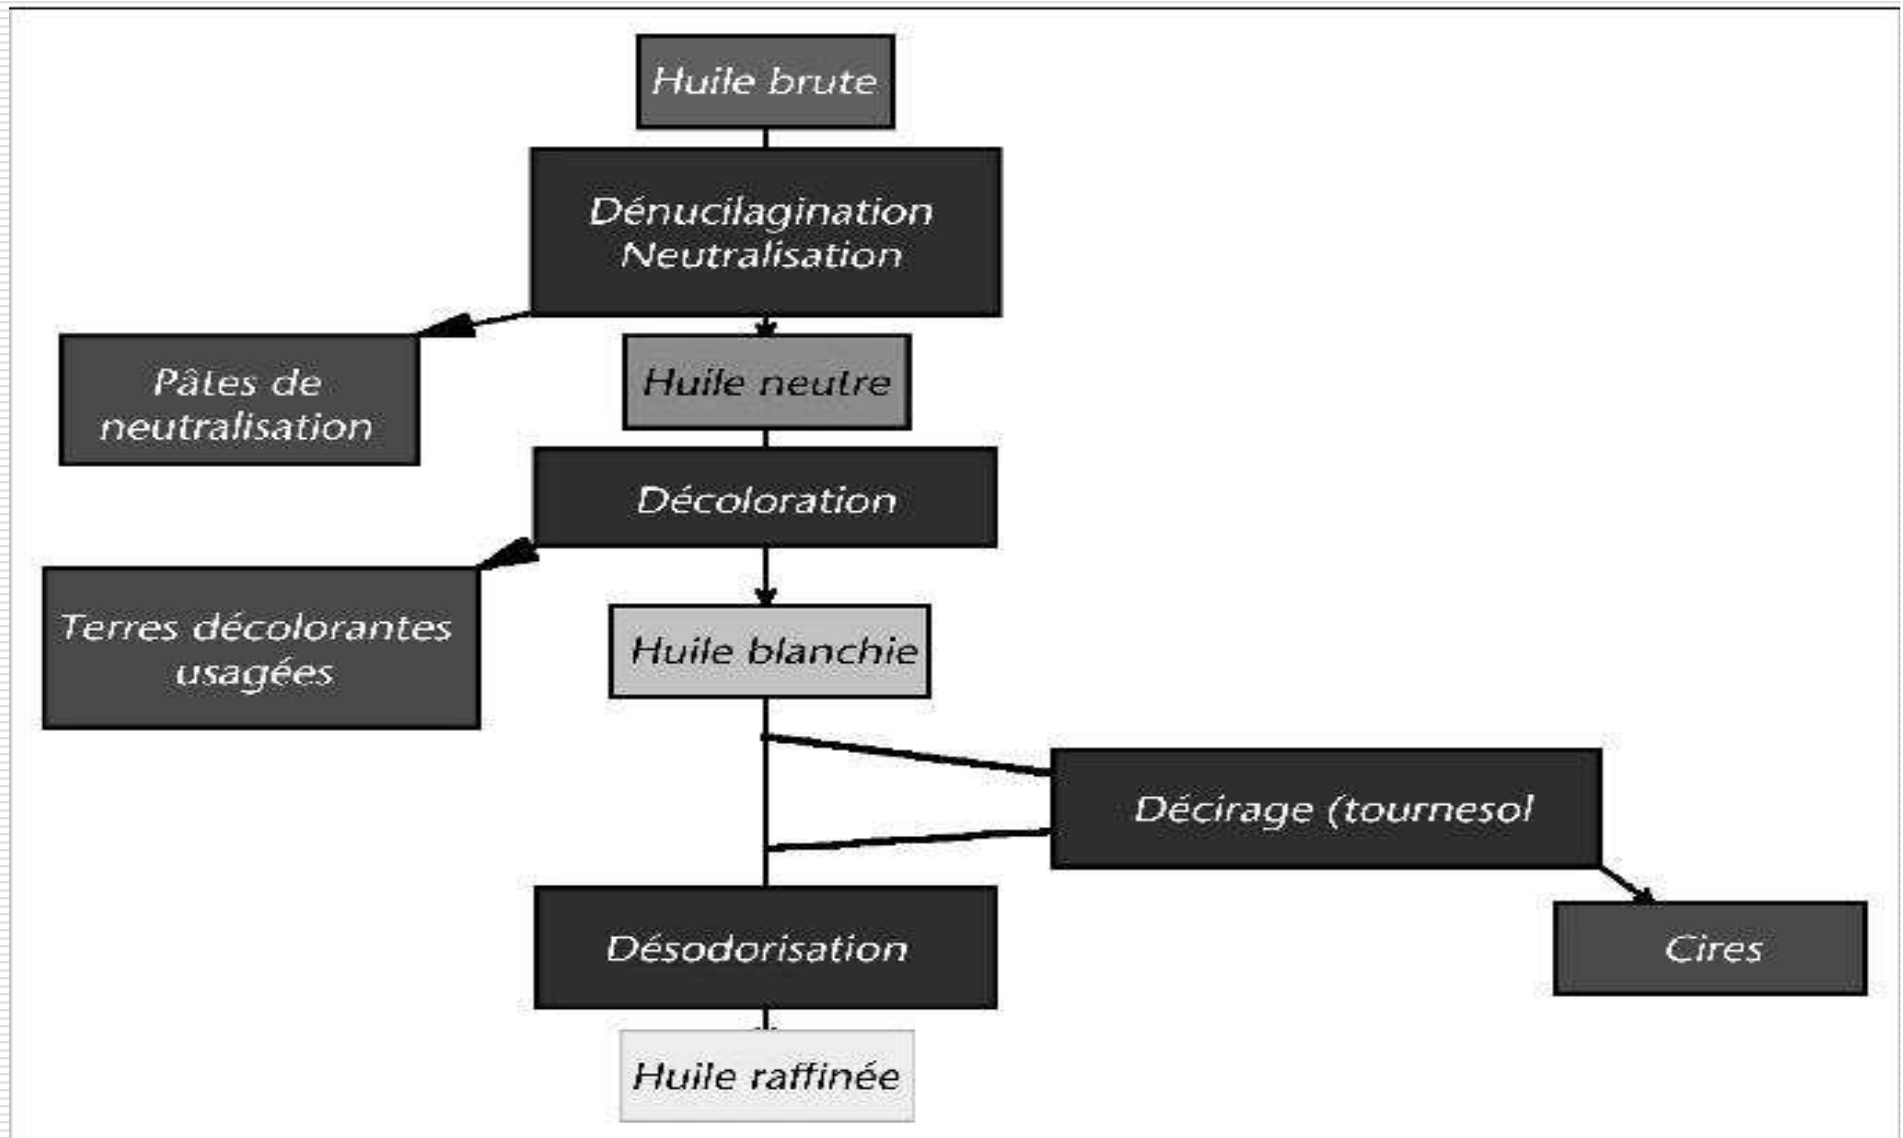 Huile brute
Dénucilagination
Neutralisation
Pâtes de
neutralisation
Huile neutre
Décoloration
Terres décolorantes
usagées
Huile blanchie
Décirage (tournesol
Désodorisation
Cires
Huile raffinée